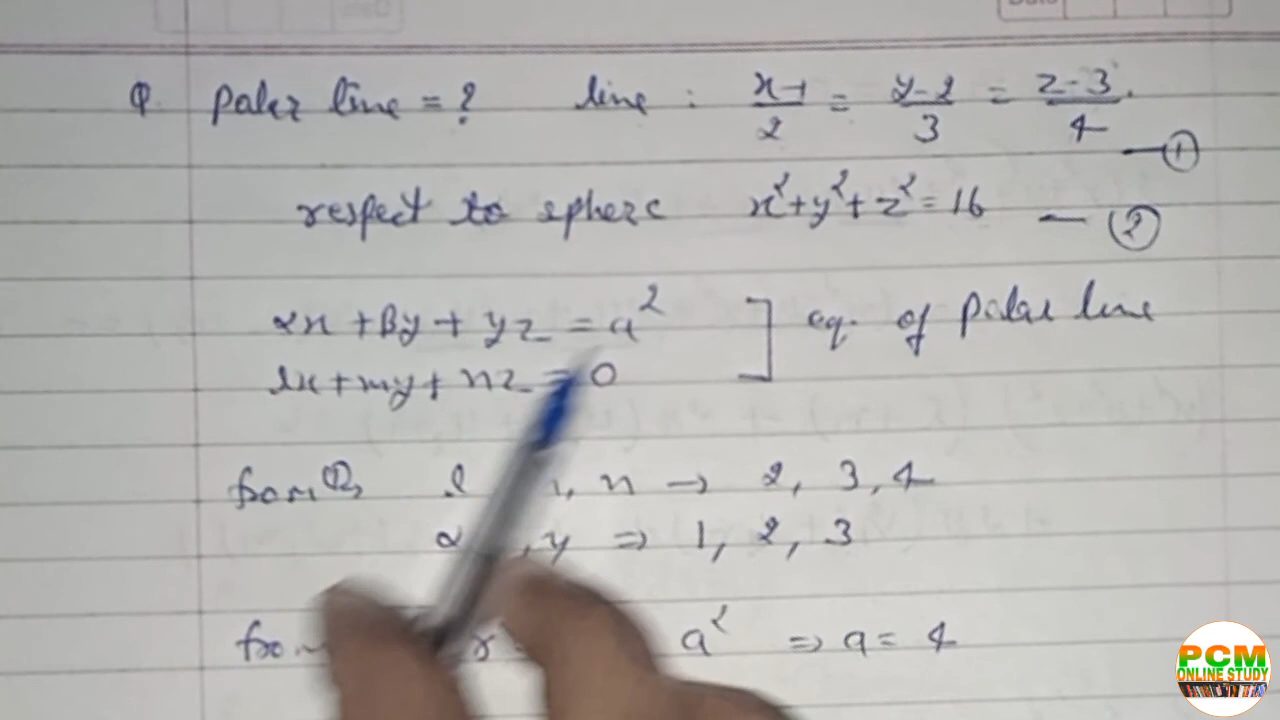 Q. Polar line = ? line : x-1/2 = y-2/3 = z-3/4. — ①
respect to sphere x²+y²+z² = 16 — ②
αx + βy + γz = a² ] eq. of Polar line
lx + my + nz = 0
from ①, l , n → 2, 3, 4
α , γ ⇒ 1, 2, 3
r a² ⇒ a = 4
PCM
ONLINE STUDY